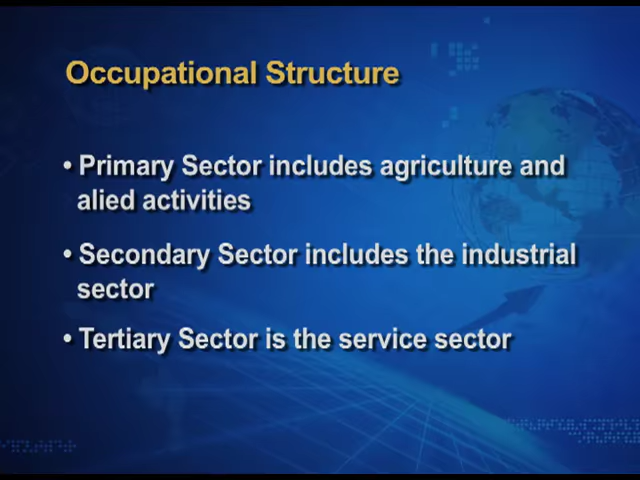 Occupational Structure
• Primary Sector includes agriculture and
alied activities
• Secondary Sector includes the industrial
sector
• Tertiary Sector is the service sector